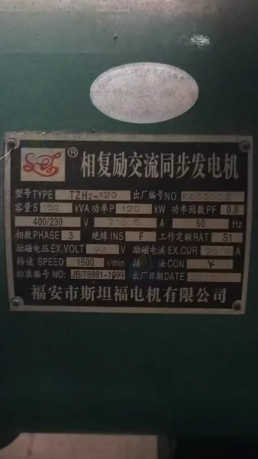 ® 相复励交流同步发电机
型号TYPE TZH2-120 出厂编号NO
容量S 150 kVA 功率P 120 kW 功率因数PF 0.8
400/230 V 216.5 A 50 Hz
相数PHASE 3 绝缘INS F 工作定额RAT S1
励磁电压EX.VOLT V 励磁电流EX.CUR A
转速SPEED 1500 r/min 接法CON Y
标准编号NO. JB/T8981-1999 出厂日期DATE
福安市斯坦福电机有限公司